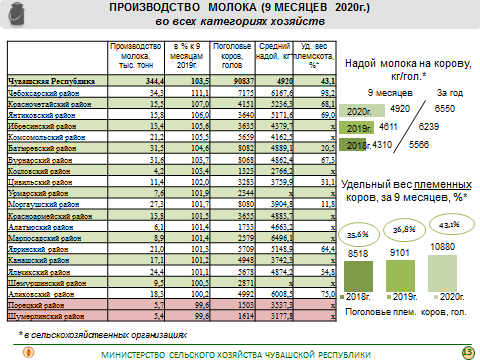 ПРОИЗВОДСТВО МОЛОКА (9 МЕСЯЦЕВ 2020г.)
во всех категориях хозяйств
Производство молока, тыс. тонн | в % к 9 месяцам 2019г. | Поголовье коров, голов | Средний надой, кг* | Уд. вес племскота, %*
Чувашская Республика 344,4 103,5 90837 4920 43,1
Чебоксарский район 34,3 111,1 7175 6167,6 98,2
Красночетайский район 15,5 107,0 4151 5236,3 68,1
Янтиковский район 15,8 106,0 3640 5171,6 69,0
Ибресинский район 13,4 105,6 3635 4379,7 x
Комсомольский район 21,2 105,5 5659 4162,5 x
Батыревский район 31,5 104,6 8082 4889,1 20,5
Вурнарский район 31,6 103,7 8068 4862,4 67,3
Козловский район 4,2 103,4 1323 2766,2 x
Цивильский район 11,4 102,0 3283 3759,9 31,1
Урмарский район 7,6 101,9 2344 x x
Моргаушский район 27,3 101,7 8080 3904,8 11,8
Красноармейский район 13,8 101,5 3655 4883,7 x
Алатырский район 6,1 101,4 1733 4663,2 x
Марпосадский район 8,9 101,4 2579 6496,1 x
Ядринский район 21,0 101,3 5709 5148,9 64,4
Канашский район 17,1 101,2 4948 3742,3 x
Яльчикский район 24,4 101,1 5678 4874,2 34,8
Шемуршинский район 9,5 100,5 2871 x x
Аликовский район 18,3 100,2 4992 6008,5 75,0
Порецкий район 5,7 99,6 1503 3537,3 x
Шумерлинский район 5,4 99,6 1614 3177,8 x
Надой молока на корову, кг/гол.*
9 месяцев За год
2020г. 4920 6550
2019г. 4611 6239
2018г. 4310 5566
Удельный вес племенных коров, за 9 месяцев, %*
35,6% 36,8% 43,1%
8518 9101 10880
2018г. 2019г. 2020г.
Поголовье плем. коров, гол.
* в сельскохозяйственных организациях
МИНИСТЕРСТВО СЕЛЬСКОГО ХОЗЯЙСТВА ЧУВАШСКОЙ РЕСПУБЛИКИ
13